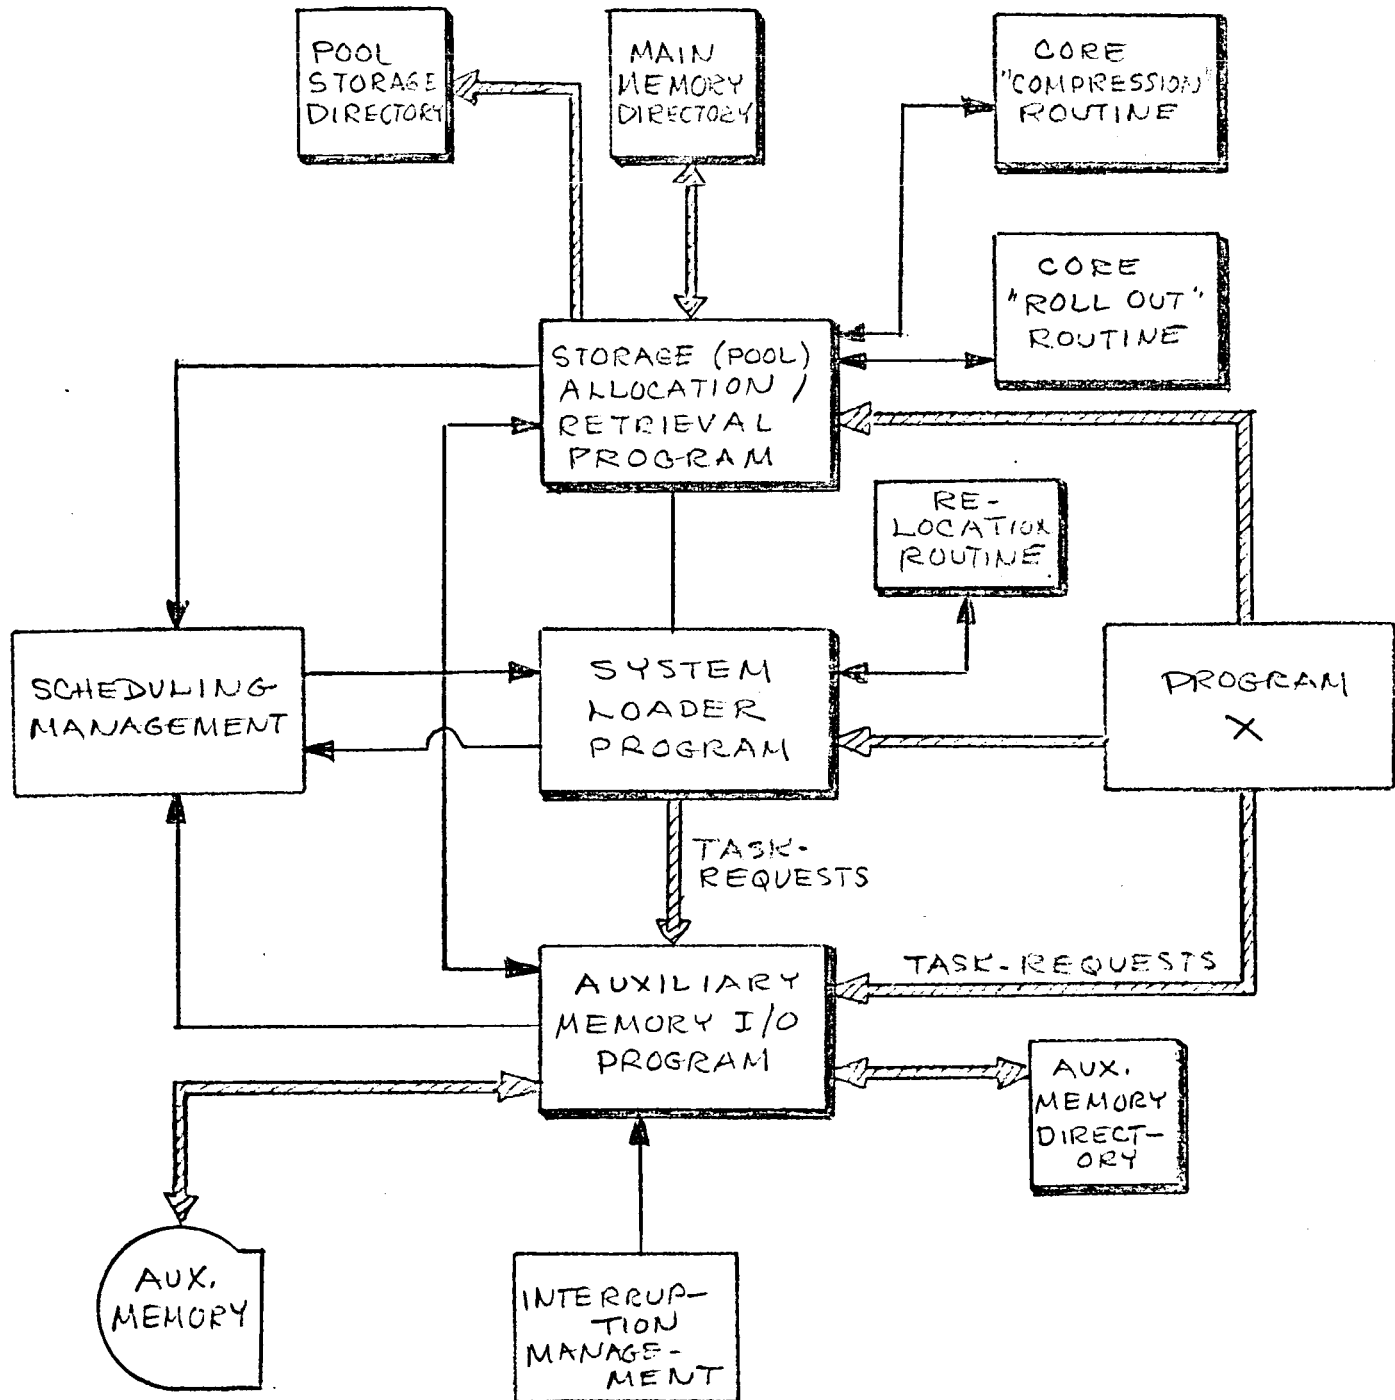 POOL
STORAGE
DIRECTORY
MAIN
MEMORY
DIRECTORY
CORE
"COMPRESSION"
ROUTINE
CORE
"ROLL OUT"
ROUTINE
STORAGE (POOL)
ALLOCATION /
RETRIEVAL
PROGRAM
RE-
LOCATION
ROUTINE
SCHEDULING
MANAGEMENT
SYSTEM
LOADER
PROGRAM
PROGRAM
X
TASK-
REQUESTS
TASK-REQUESTS
AUXILIARY
MEMORY I/O
PROGRAM
AUX.
MEMORY
DIRECT-
ORY
AUX.
MEMORY
INTERRUP-
TION
MANAGE-
MENT